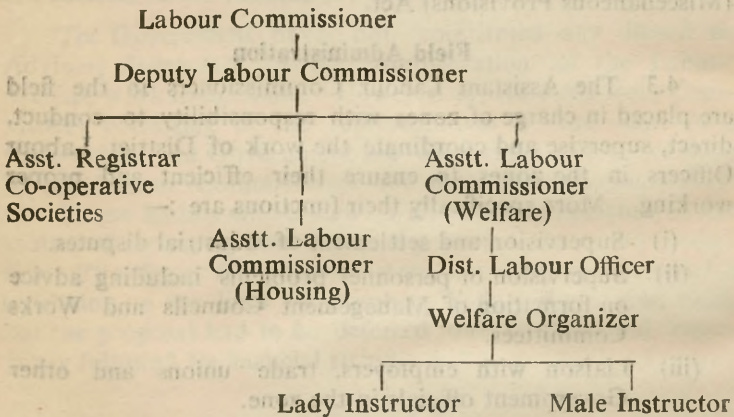 Labour Commissioner
Deputy Labour Commissioner
Asst. Registrar
Co-operative
Societies
Asstt. Labour
Commissioner
(Housing)
Asstt. Labour
Commissioner
(Welfare)
Dist. Labour Officer
Welfare Organizer
Lady Instructor
Male Instructor